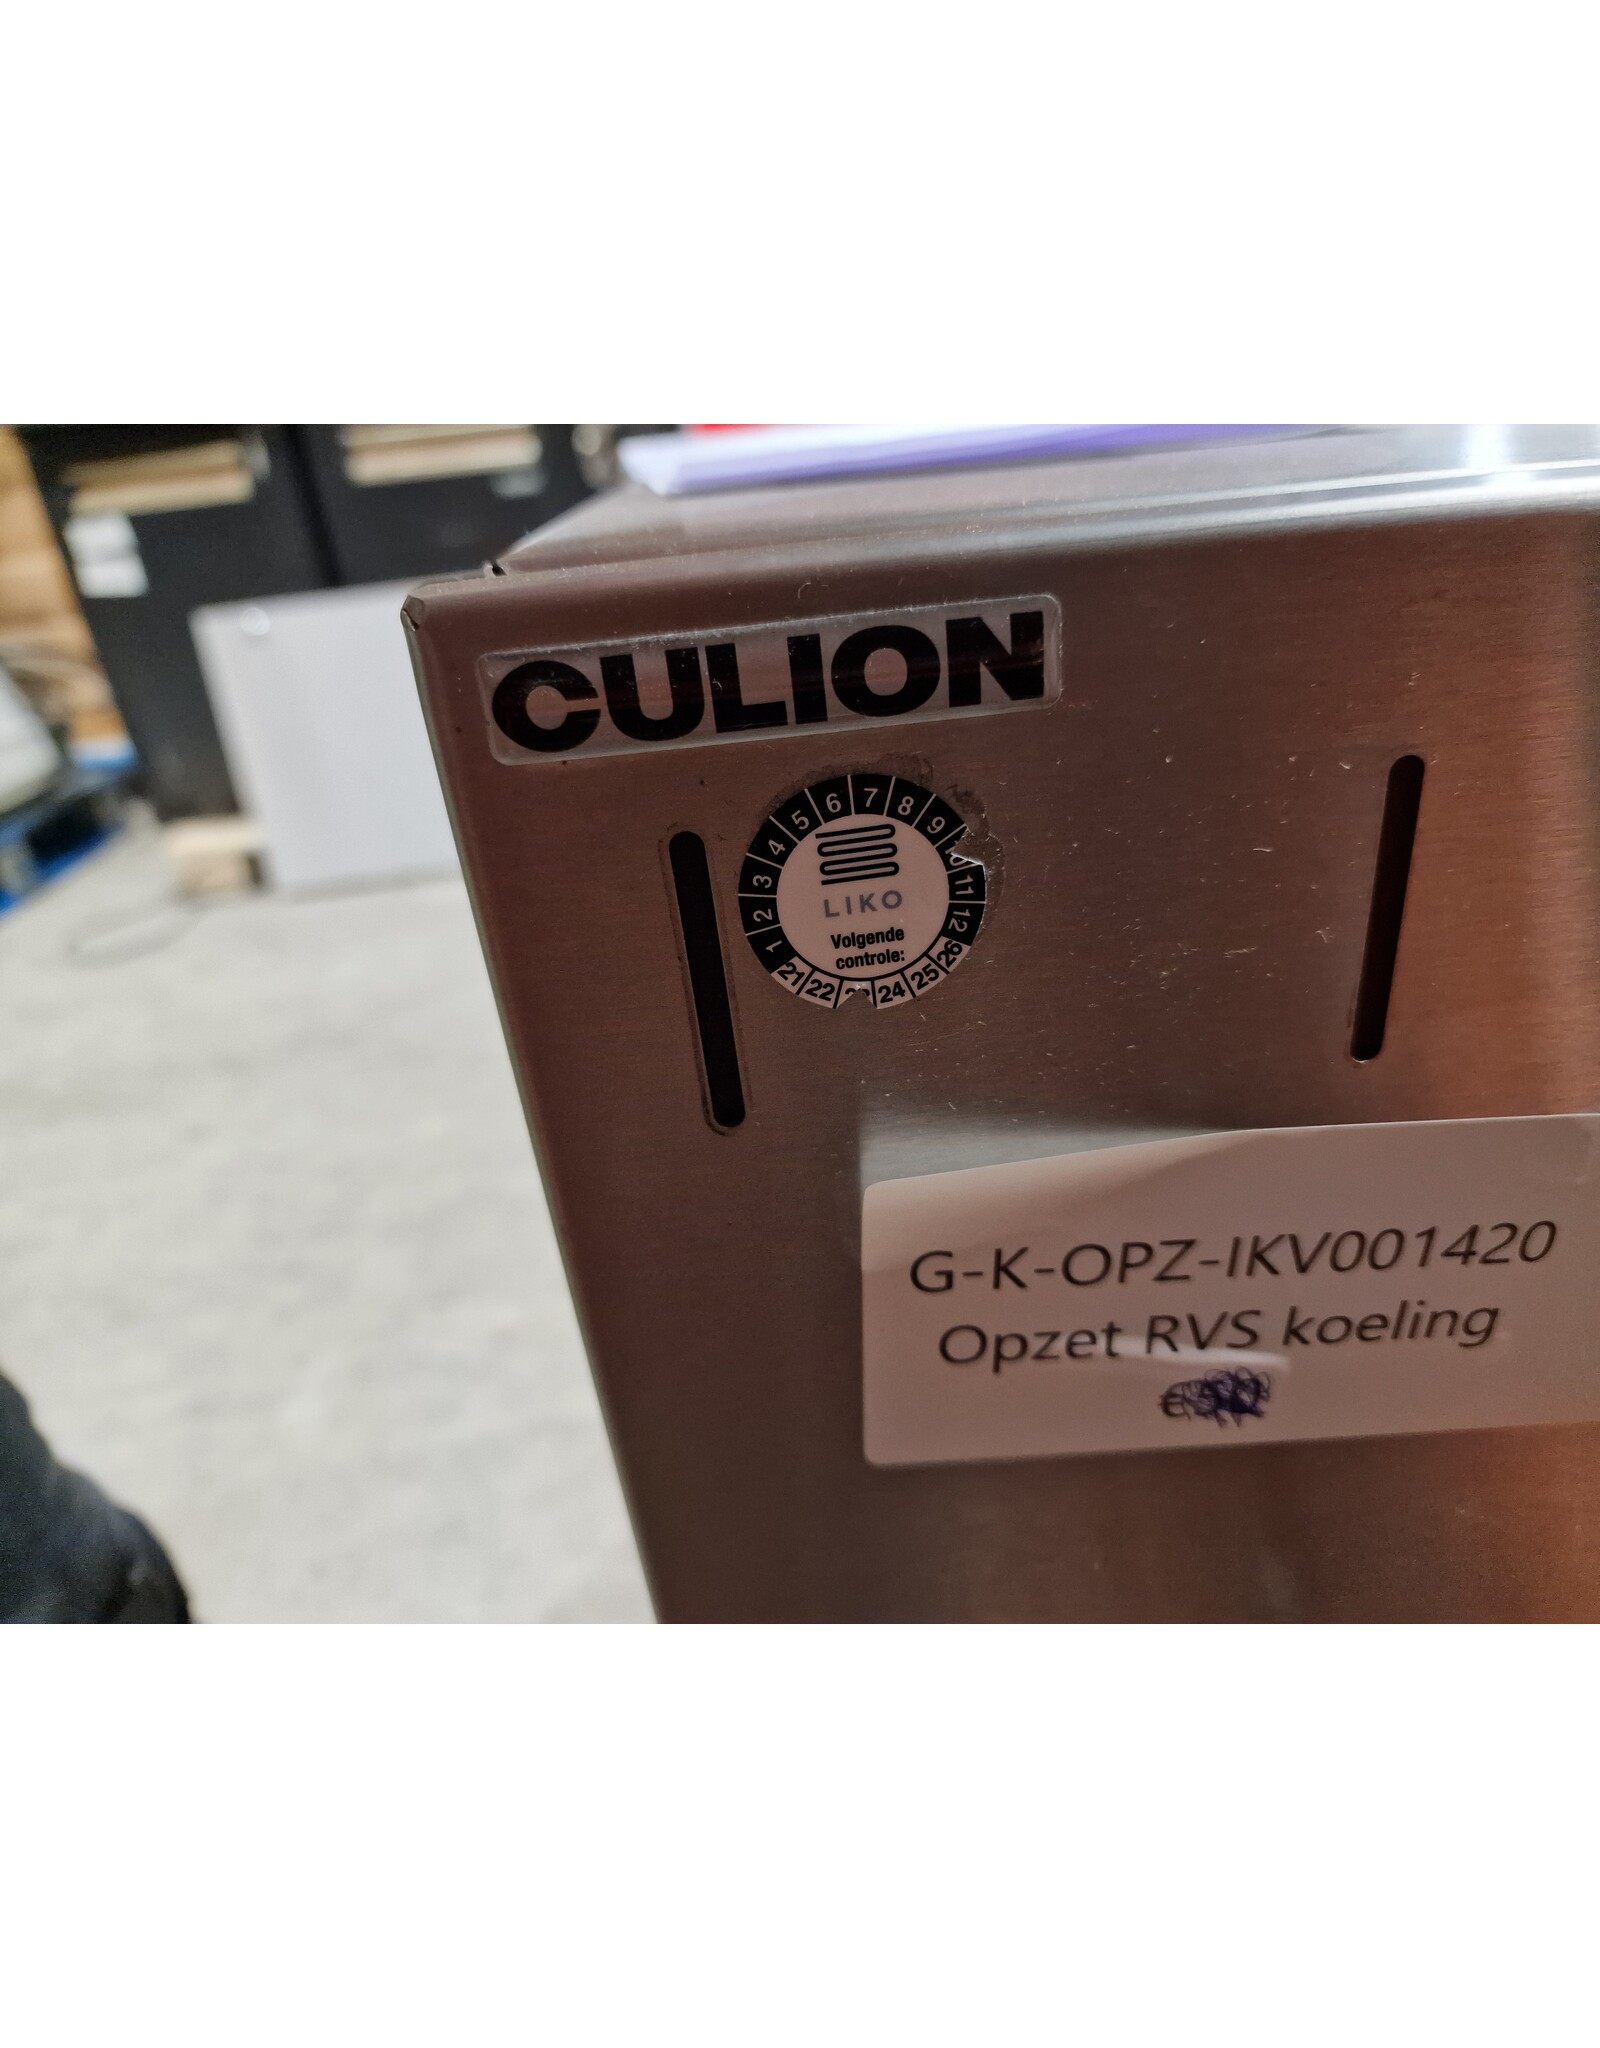 CULION
1 2 3 4 5 6 7 8 9 11 12
LIKO
Volgende
controle:
21 22 24 25 26
G-K-OPZ-IKV001420
Opzet RVS koeling
€